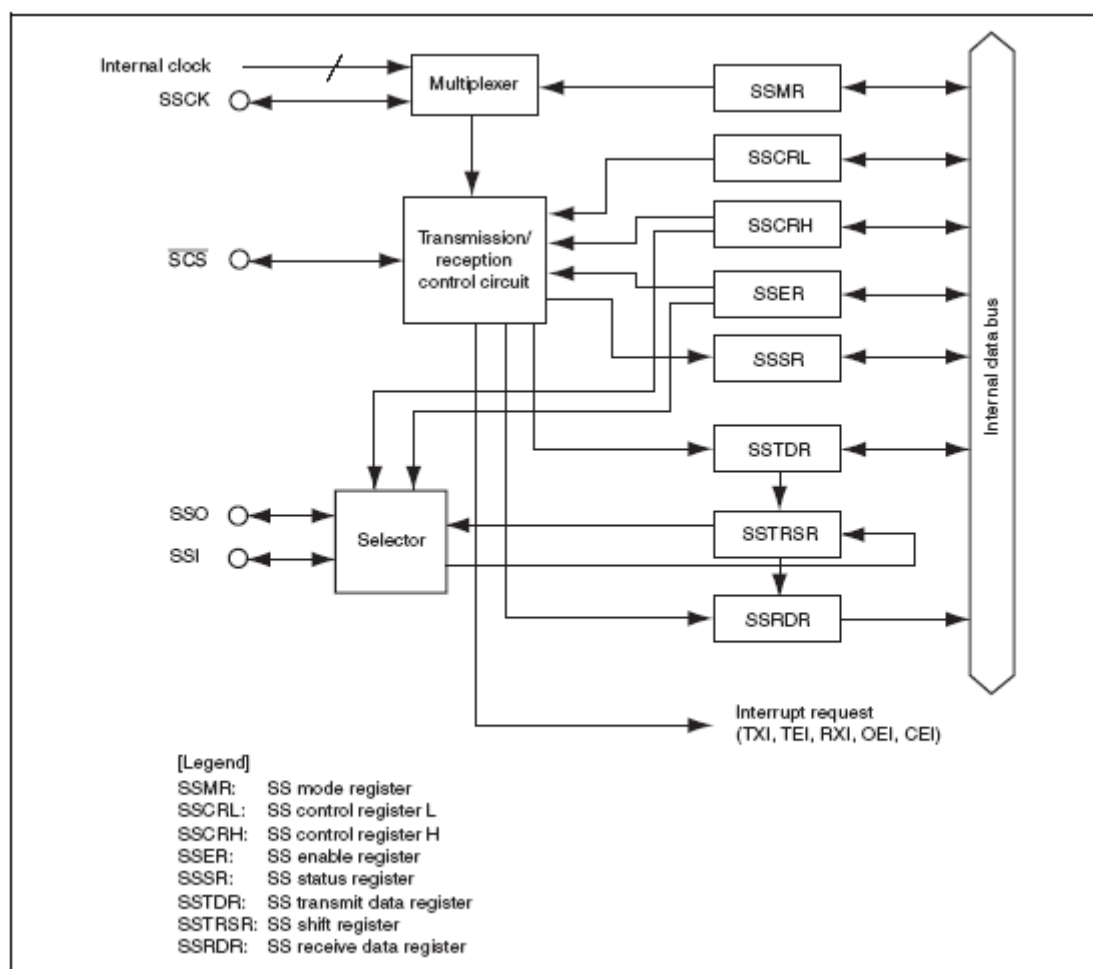 Internal clock
SSCK
Multiplexer
SSMR
SSCRL
SCS
Transmission/
reception
control circuit
SSCRH
SSER
SSSR
Internal data bus
SSTDR
SSO
SSI
Selector
SSTRSR
SSRDR
Interrupt request
(TXI, TEI, RXI, OEI, CEI)
[Legend]
SSMR: SS mode register
SSCRL: SS control register L
SSCRH: SS control register H
SSER: SS enable register
SSSR: SS status register
SSTDR: SS transmit data register
SSTRSR: SS shift register
SSRDR: SS receive data register